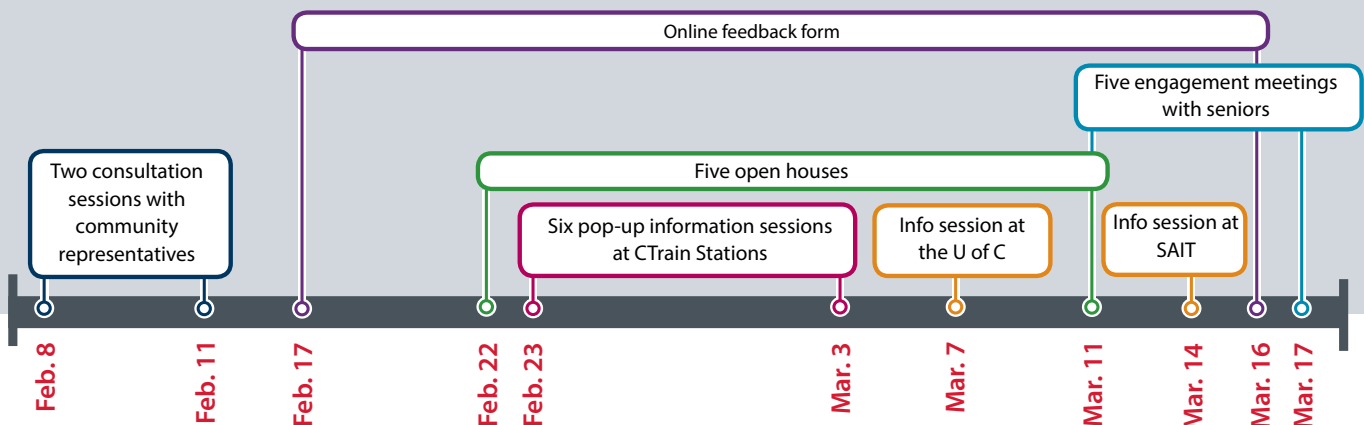 Online feedback form
Five engagement meetings
with seniors
Two consultation
sessions with
community
representatives
Five open houses
Six pop-up information sessions
at CTrain Stations
Info session at
the U of C
Info session at
SAIT
Feb. 8
Feb. 11
Feb. 17
Feb. 22
Feb. 23
Mar. 3
Mar. 7
Mar. 11
Mar. 14
Mar. 16
Mar. 17